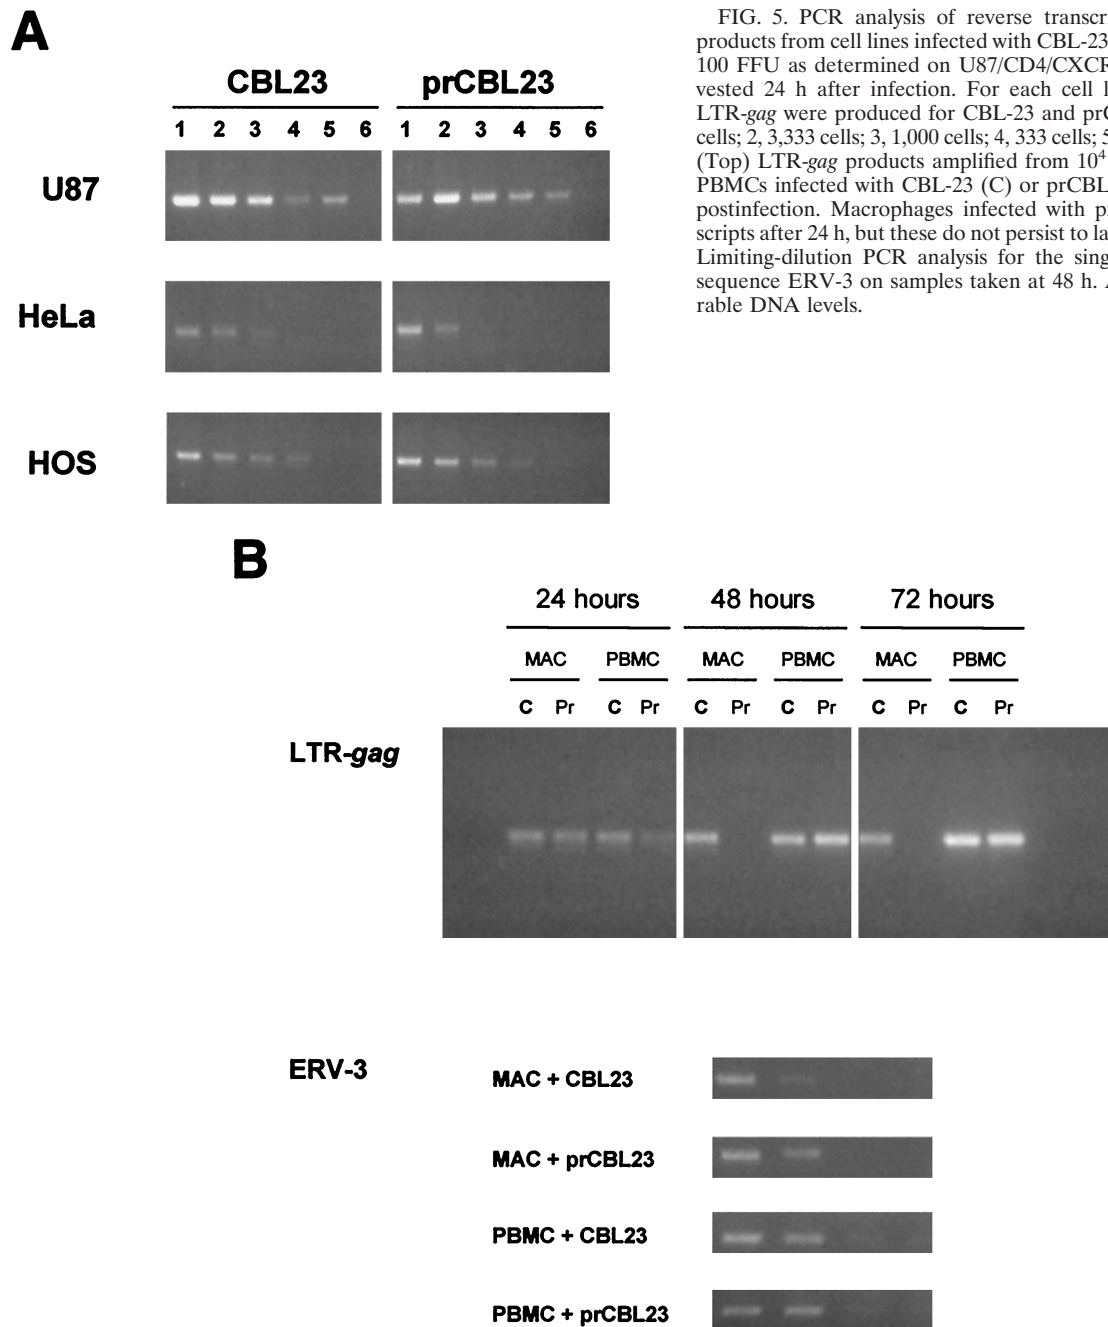 A
FIG. 5. PCR analysis of reverse transcri
products from cell lines infected with CBL-23
100 FFU as determined on U87/CD4/CXCR
vested 24 h after infection. For each cell l
LTR-gag were produced for CBL-23 and prC
cells; 2, 3,333 cells; 3, 1,000 cells; 4, 333 cells; 5
(Top) LTR-gag products amplified from 10⁴
PBMCs infected with CBL-23 (C) or prCBL
postinfection. Macrophages infected with pr
scripts after 24 h, but these do not persist to la
Limiting-dilution PCR analysis for the sing
sequence ERV-3 on samples taken at 48 h. A
rable DNA levels.
CBL23 prCBL23
1 2 3 4 5 6 1 2 3 4 5 6
U87
HeLa
HOS
B
24 hours 48 hours 72 hours
MAC PBMC MAC PBMC MAC PBMC
C Pr C Pr C Pr C Pr C Pr C Pr
LTR-gag
ERV-3
MAC + CBL23
MAC + prCBL23
PBMC + CBL23
PBMC + prCBL23